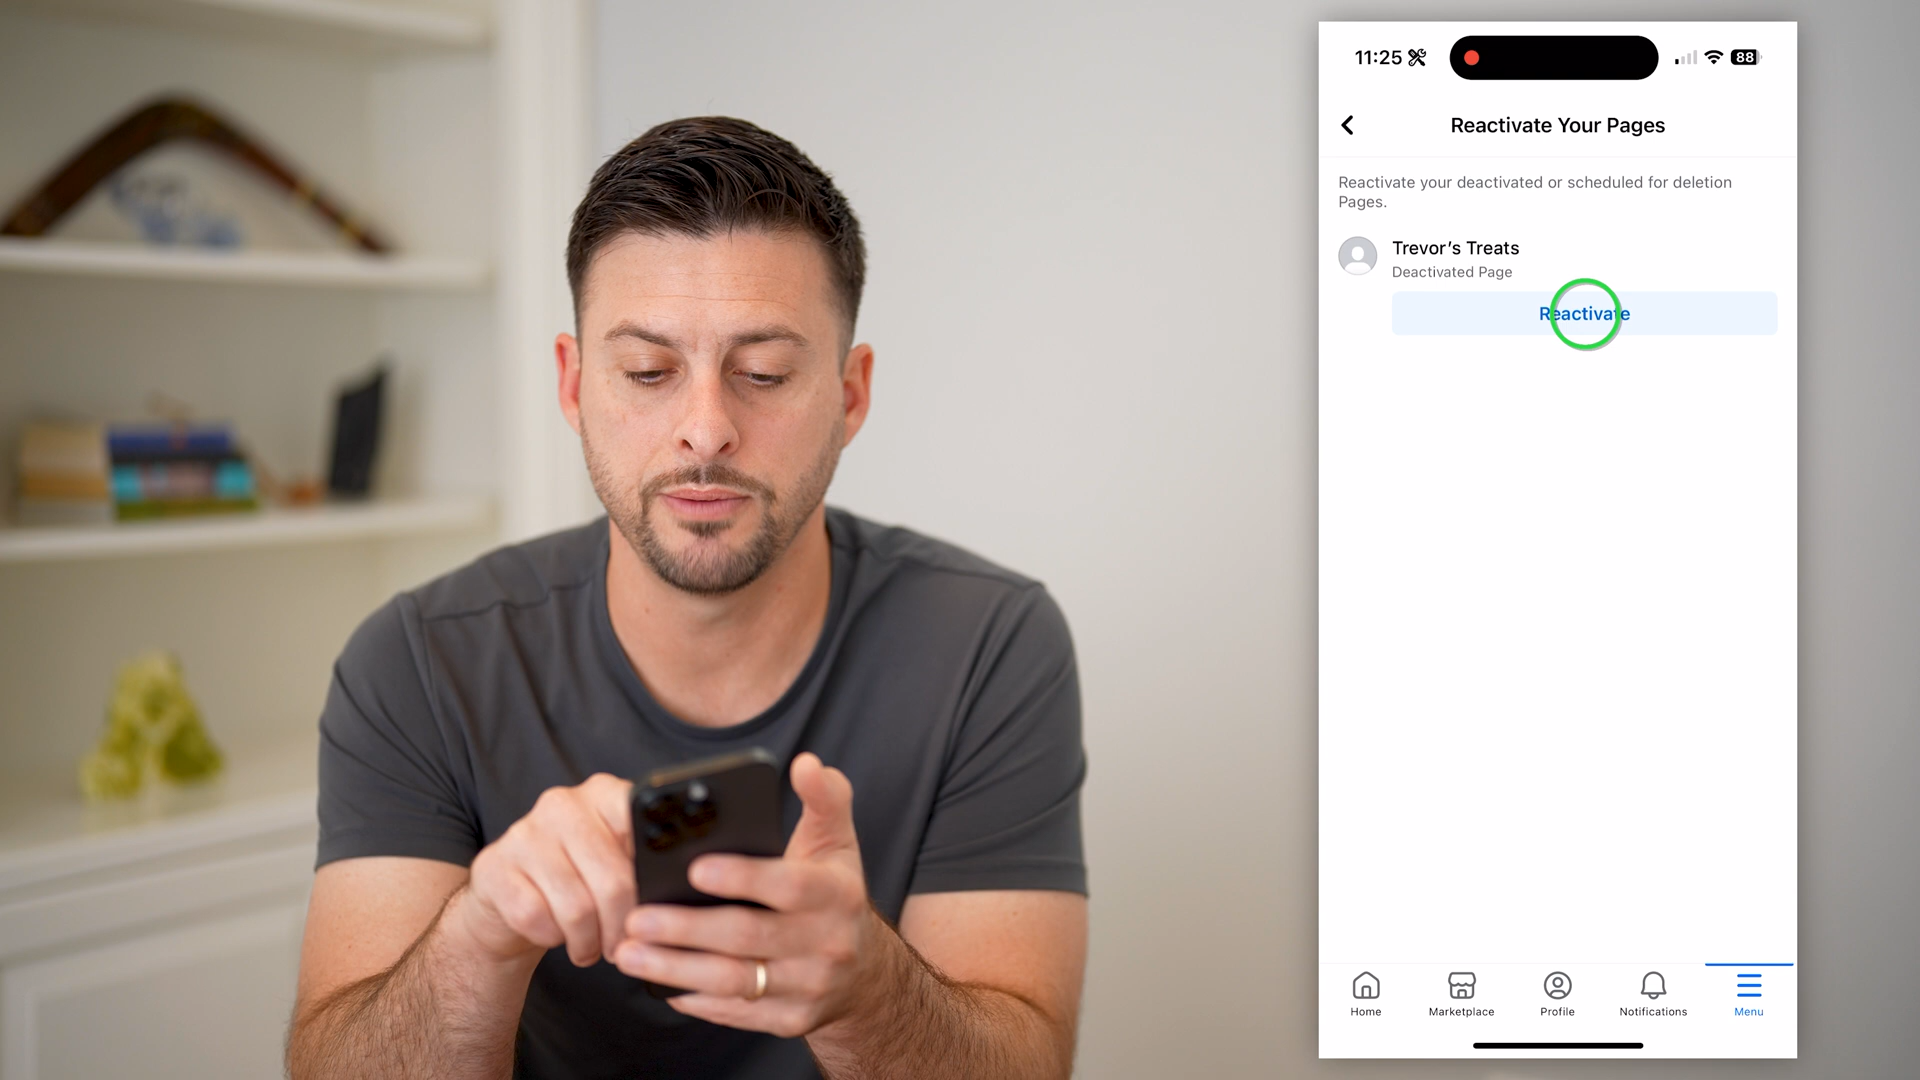 11:25
88
Reactivate Your Pages
Reactivate your deactivated or scheduled for deletion
Pages.
Trevor's Treats
Deactivated Page
Reactivate
Home
Marketplace
Profile
Notifications
Menu